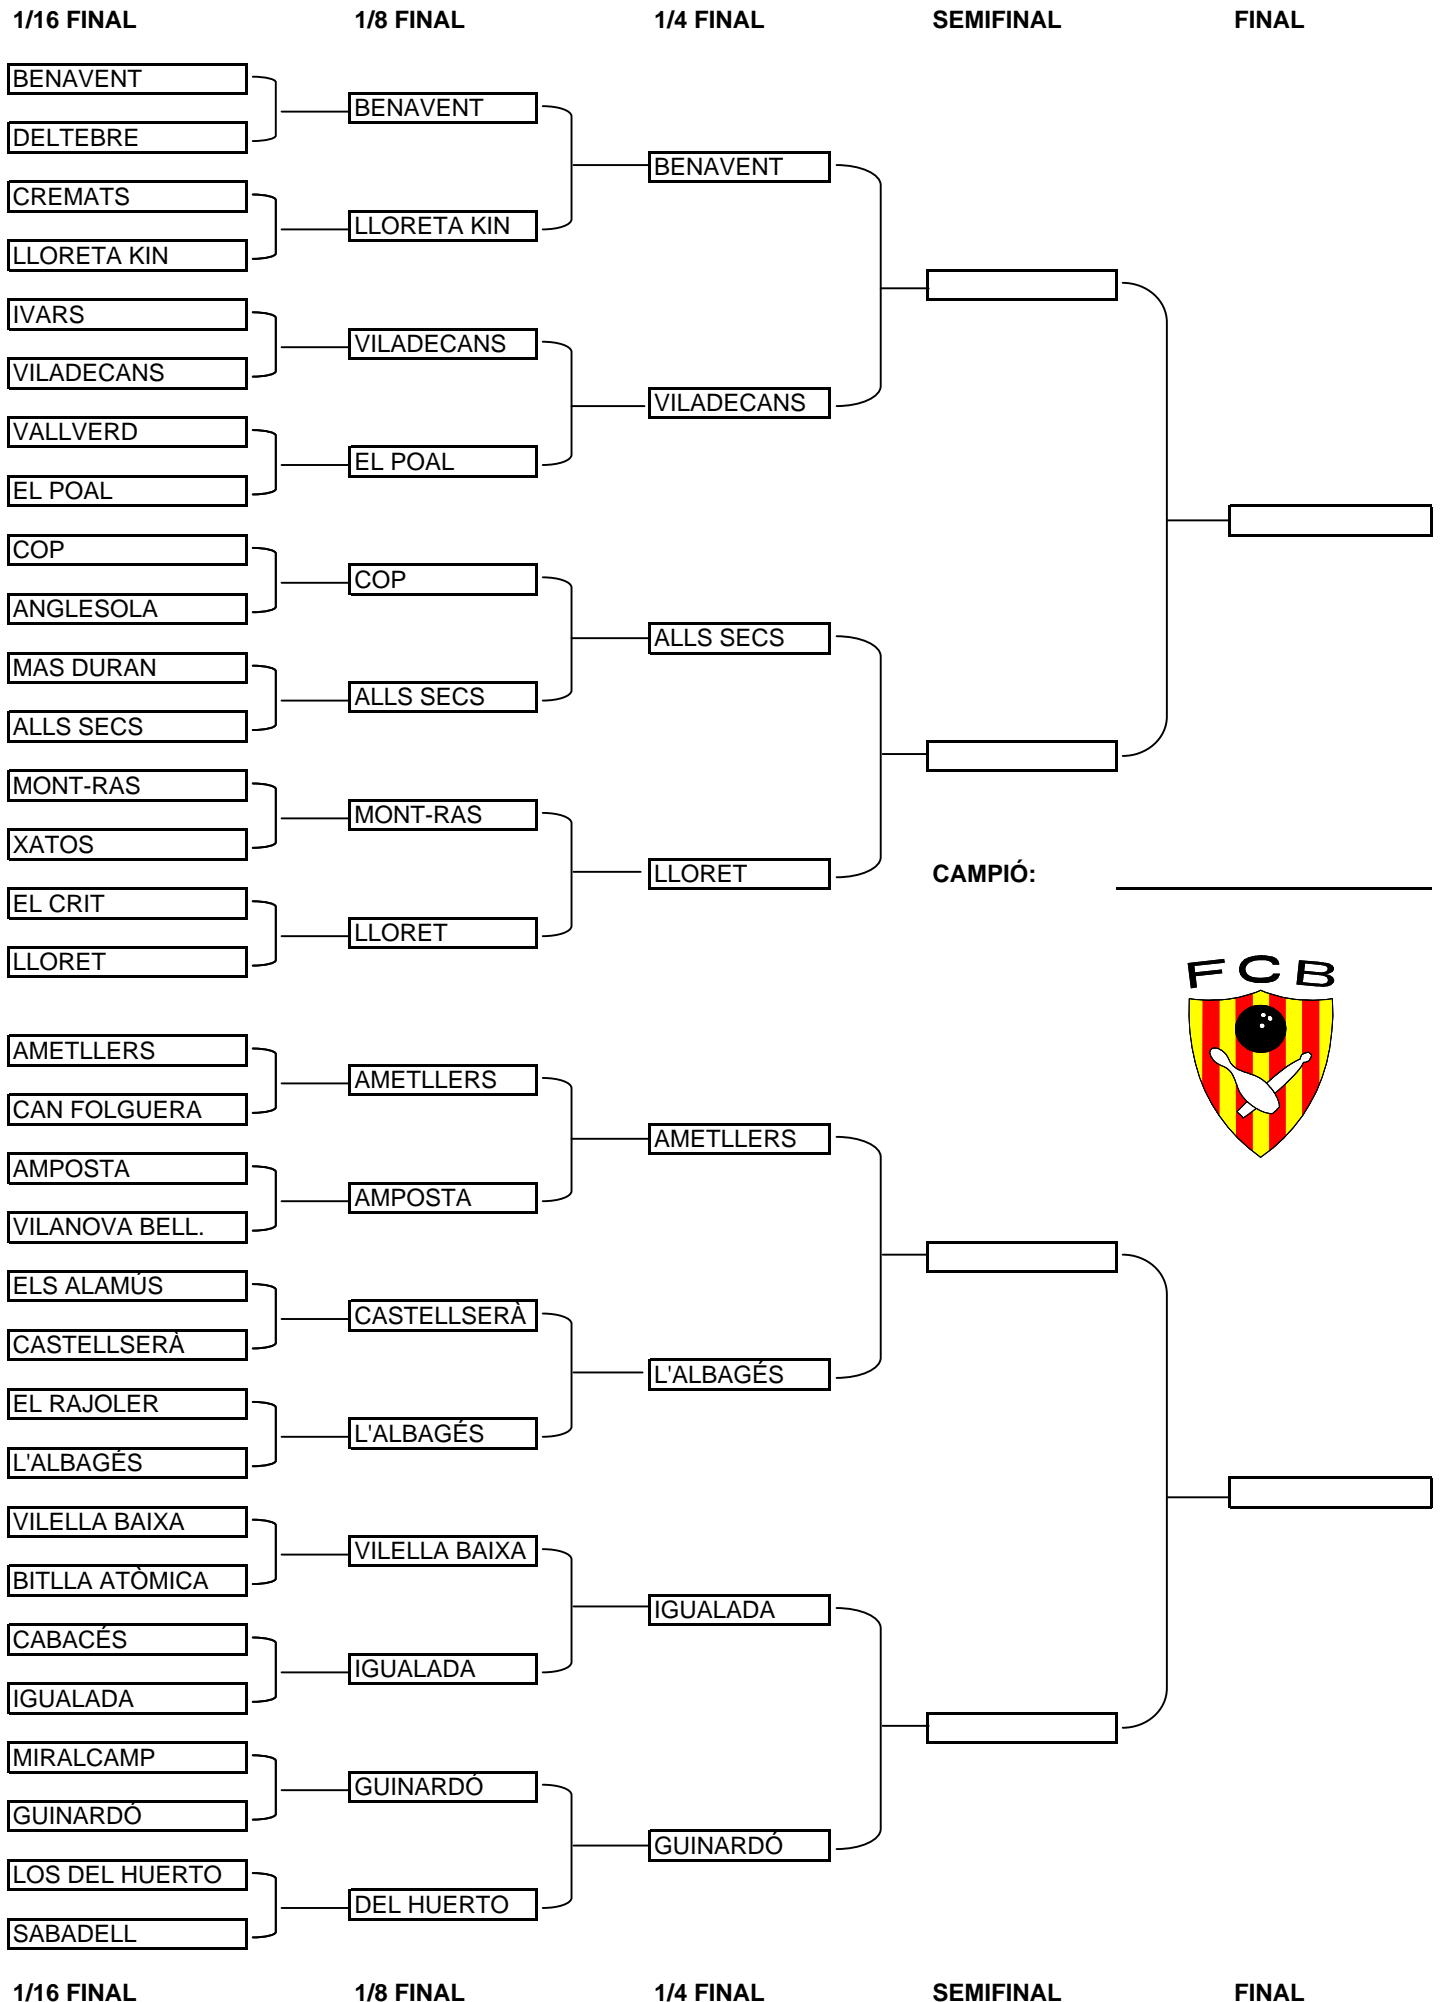 1/16 FINAL 1/8 FINAL 1/4 FINAL SEMIFINAL FINAL
BENAVENT
BENAVENT
DELTEBRE
BENAVENT
CREMATS
LLORETA KIN
LLORETA KIN
IVARS
VILADECANS
VILADECANS
VILADECANS
VALLVERD
EL POAL
EL POAL
COP
COP
ANGLESOLA
ALLS SECS
MAS DURAN
ALLS SECS
ALLS SECS
MONT-RAS
MONT-RAS
XATOS
LLORET
CAMPIÓ:
EL CRIT
LLORET
LLORET
F C B
AMETLLERS
AMETLLERS
CAN FOLGUERA
AMETLLERS
AMPOSTA
AMPOSTA
VILANOVA BELL.
ELS ALAMÚS
CASTELLSERÀ
CASTELLSERÀ
L'ALBAGÉS
EL RAJOLER
L'ALBAGÉS
L'ALBAGÉS
VILELLA BAIXA
VILELLA BAIXA
BITLLA ATÒMICA
IGUALADA
CABACÉS
IGUALADA
IGUALADA
MIRALCAMP
GUINARDÓ
GUINARDÓ
GUINARDÓ
LOS DEL HUERTO
DEL HUERTO
SABADELL
1/16 FINAL 1/8 FINAL 1/4 FINAL SEMIFINAL FINAL